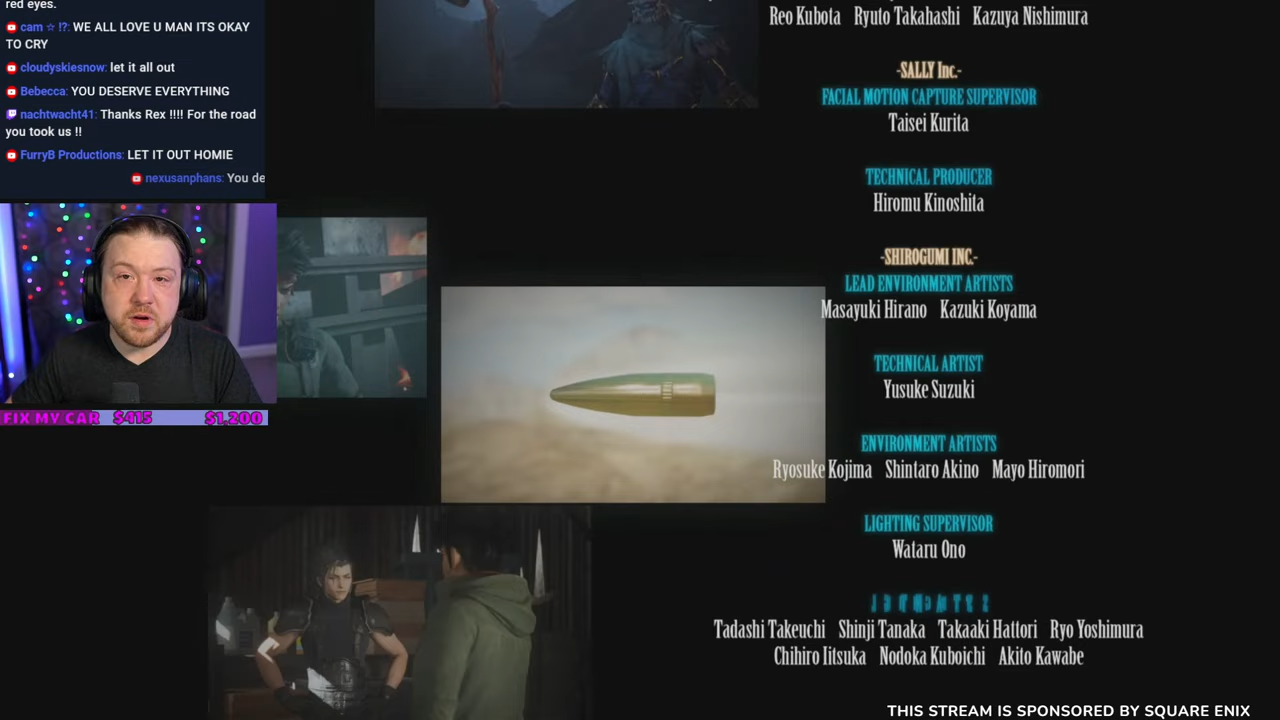 red eyes.
cam ☆ !?: WE ALL LOVE U MAN ITS OKAY
TO CRY
cloudyskiesnow: let it all out
Bebecca: YOU DESERVE EVERYTHING
nachtwacht41: Thanks Rex !!!! For the road
you took us !!
FurryB Productions: LET IT OUT HOMIE
nexusanphans: You de
FIX MY CAR $415 $1,200
Reo Kubota Ryuto Takahashi Kazuya Nishimura
-SALLY Inc.-
FACIAL MOTION CAPTURE SUPERVISOR
Taisei Kurita
TECHNICAL PRODUCER
Hiromu Kinoshita
-SHIROGUMI INC.-
LEAD ENVIRONMENT ARTISTS
Masayuki Hirano Kazuki Koyama
TECHNICAL ARTIST
Yusuke Suzuki
ENVIRONMENT ARTISTS
Ryosuke Kojima Shintaro Akino Mayo Hiromori
LIGHTING SUPERVISOR
Wataru Ono
Tadashi Takeuchi Shinji Tanaka Takaaki Hattori Ryo Yoshimura
Chihiro Iitsuka Nodoka Kuboichi Akito Kawabe
THIS STREAM IS SPONSORED BY SQUARE ENIX